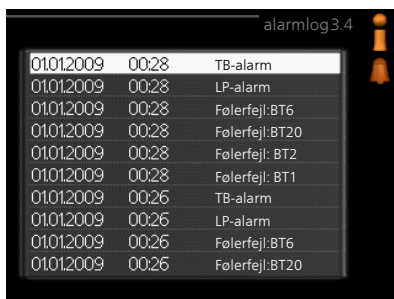 alarmlog 3.4
01.01.2009 00:28 TB-alarm
01.01.2009 00:28 LP-alarm
01.01.2009 00:28 Følerfejl:BT6
01.01.2009 00:28 Følerfejl:BT20
01.01.2009 00:28 Følerfejl: BT2
01.01.2009 00:28 Følerfejl: BT1
01.01.2009 00:26 TB-alarm
01.01.2009 00:26 LP-alarm
01.01.2009 00:26 Følerfejl:BT6
01.01.2009 00:26 Følerfejl:BT20